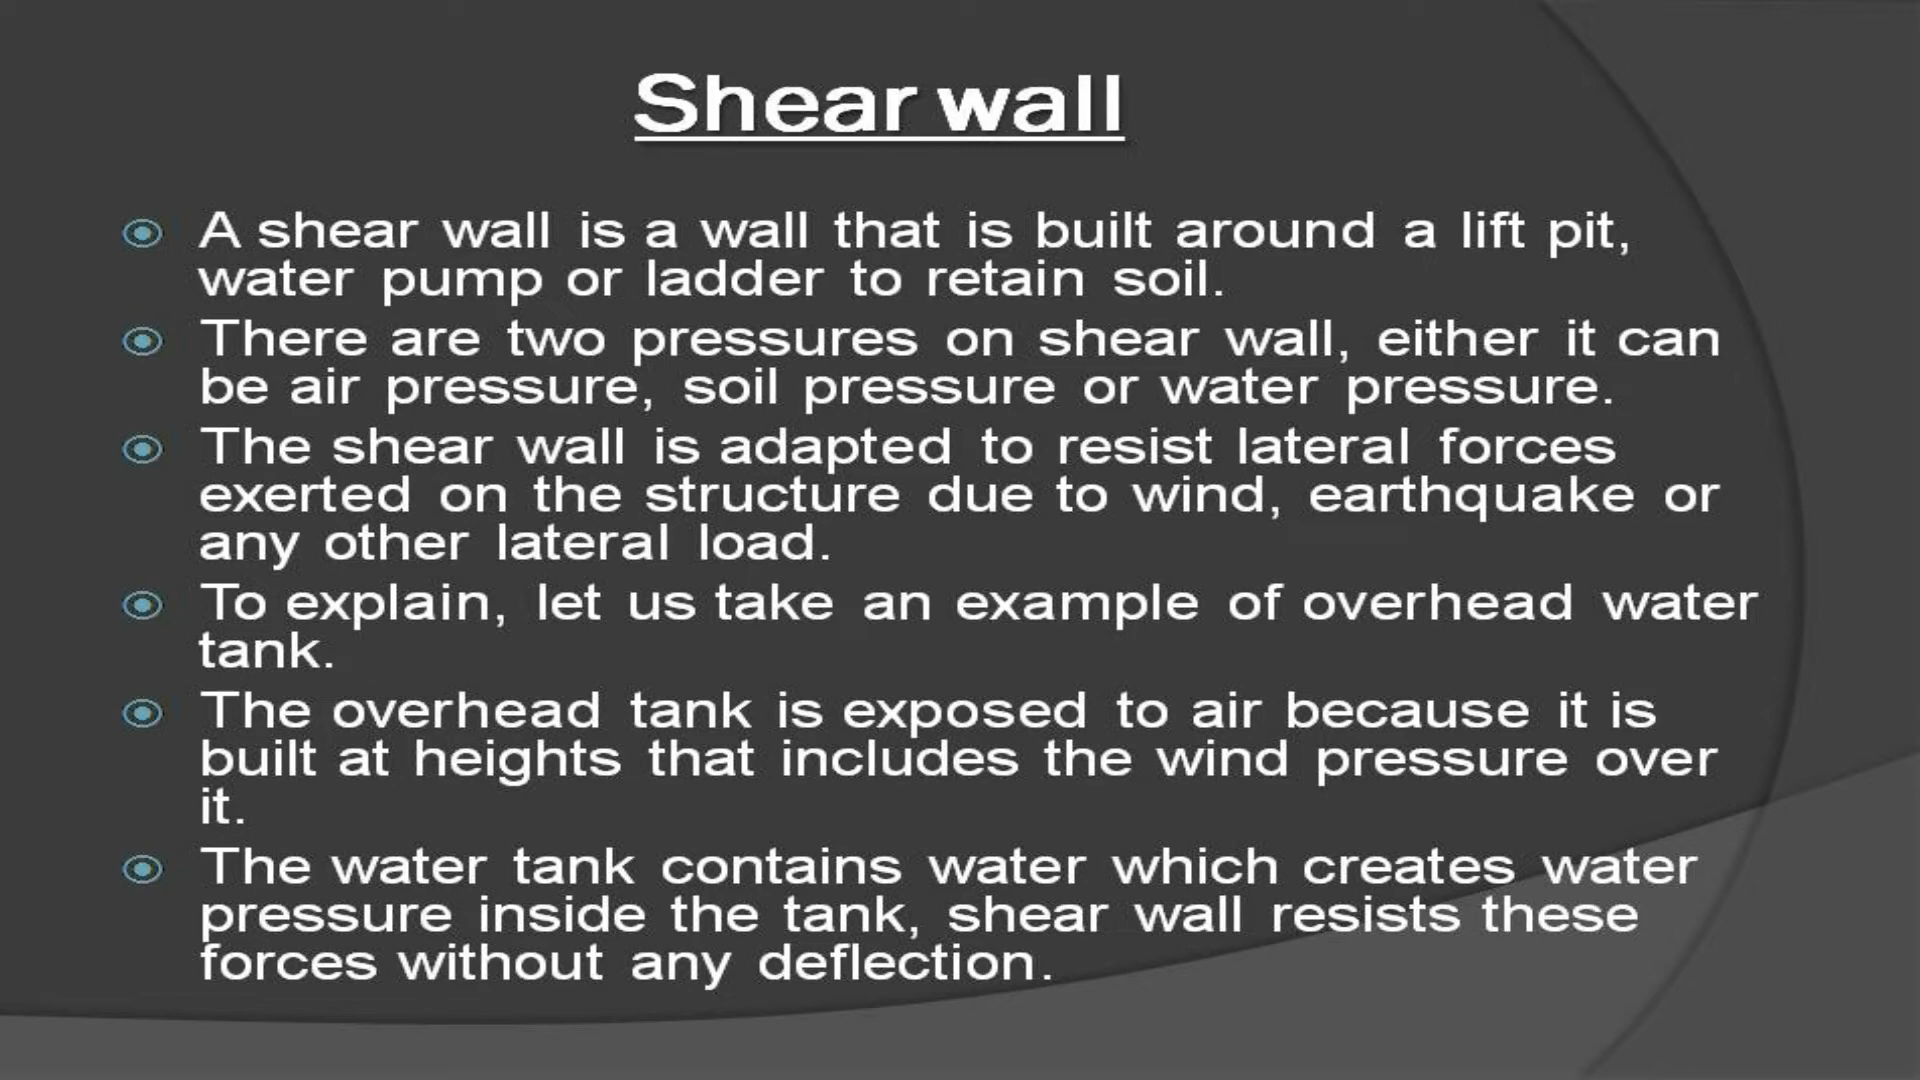 Shear wall
A shear wall is a wall that is built around a lift pit,
water pump or ladder to retain soil.
There are two pressures on shear wall, either it can
be air pressure, soil pressure or water pressure.
The shear wall is adapted to resist lateral forces
exerted on the structure due to wind, earthquake or
any other lateral load.
To explain, let us take an example of overhead water
tank.
The overhead tank is exposed to air because it is
built at heights that includes the wind pressure over
it.
The water tank contains water which creates water
pressure inside the tank, shear wall resists these
forces without any deflection.